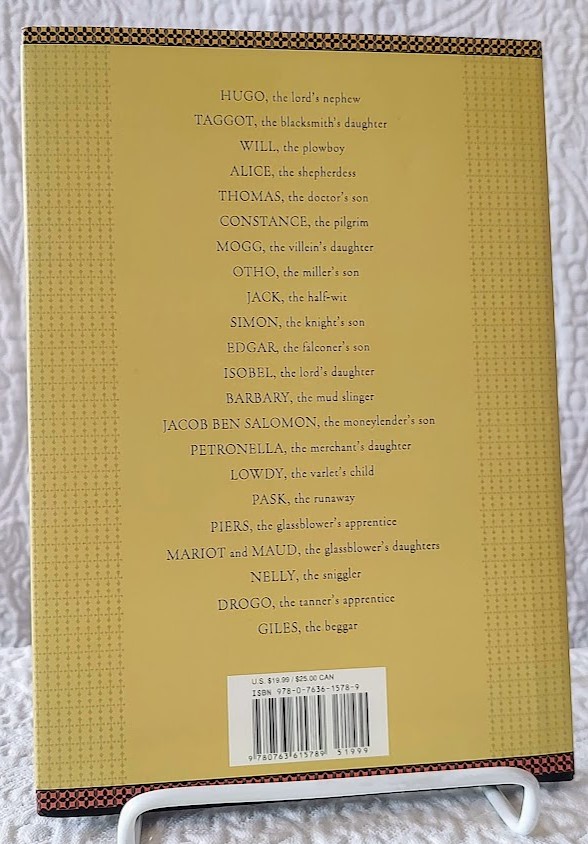 HUGO, the lord's nephew
TAGGOT, the blacksmith's daughter
WILL, the plowboy
ALICE, the shepherdess
THOMAS, the doctor's son
CONSTANCE, the pilgrim
MOGG, the villein's daughter
OTHO, the miller's son
JACK, the half-wit
SIMON, the knight's son
EDGAR, the falconer's son
ISOBEL, the lord's daughter
BARBARY, the mud slinger
JACOB BEN SALOMON, the moneylender's son
PETRONELLA, the merchant's daughter
LOWDY, the varlet's child
PASK, the runaway
PIERS, the glassblower's apprentice
MARIOT and MAUD, the glassblower's daughters
NELLY, the sniggler
DROGO, the tanner's apprentice
GILES, the beggar
U.S. $19.99 / $25.00 CAN
ISBN 978-0-7636-1578-9
9 780763 615789 51999